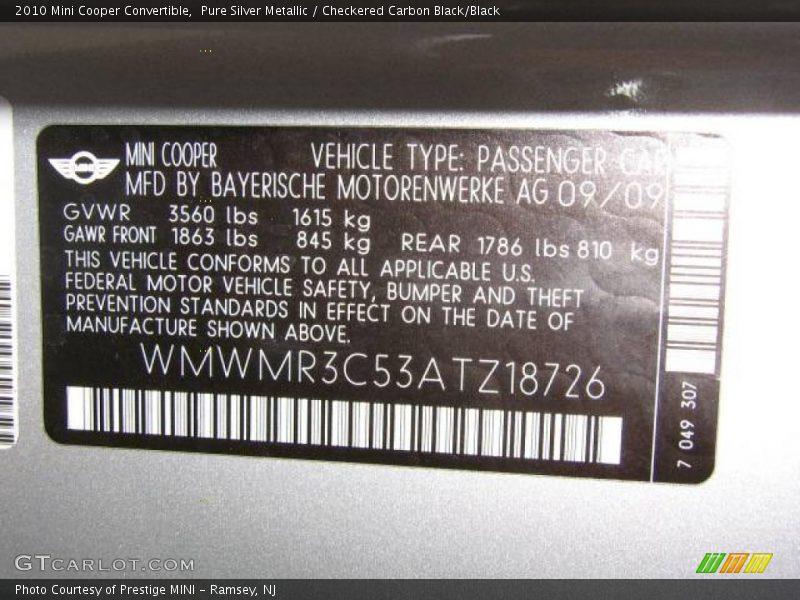 2010 Mini Cooper Convertible,  Pure Silver Metallic / Checkered Carbon Black/Black
MINI COOPER VEHICLE TYPE: PASSENGER CAR
MINI
MFD BY BAYERISCHE MOTORENWERKE AG 09/09
GVWR 3560 lbs 1615 kg
GAWR FRONT 1863 lbs 845 kg REAR 1786 lbs 810 kg
THIS VEHICLE CONFORMS TO ALL APPLICABLE U.S.
FEDERAL MOTOR VEHICLE SAFETY, BUMPER AND THEFT
PREVENTION STANDARDS IN EFFECT ON THE DATE OF
MANUFACTURE SHOWN ABOVE.
WMWMR3C53ATZ18726
7 049 307
GTCARLOT.COM
Photo Courtesy of Prestige MINI - Ramsey, NJ